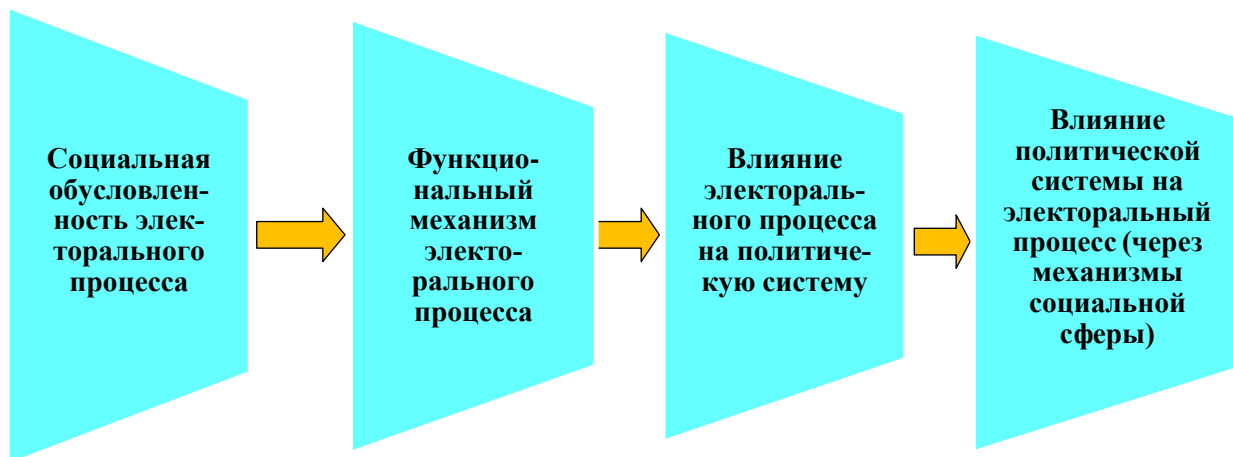 Социальная
обусловлен-
ность элек-
торального
процесса
Функцио-
нальный
механизм
электо-
рального
процесса
Влияние
электораль-
ного процесса
на политиче-
скую систему
Влияние
политической
системы на
электоральный
процесс (через
механизмы
социальной
сферы)